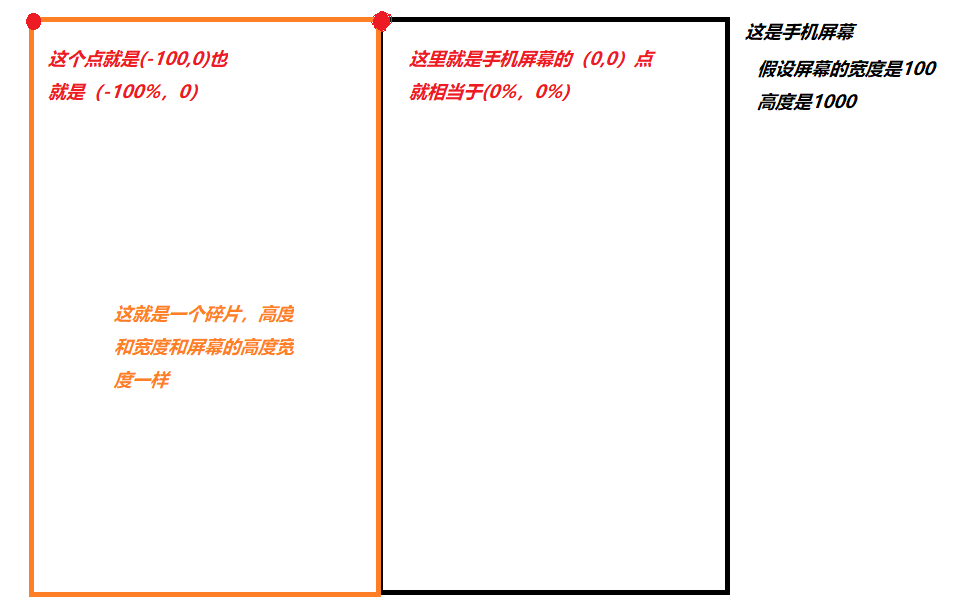 这个点就是(-100,0)也
就是（-100%，0）
这里就是手机屏幕的（0,0）点
就相当于(0%，0%)
这是手机屏幕
假设屏幕的宽度是100
高度是1000
这就是一个碎片，高度
和宽度和屏幕的高度宽
度一样